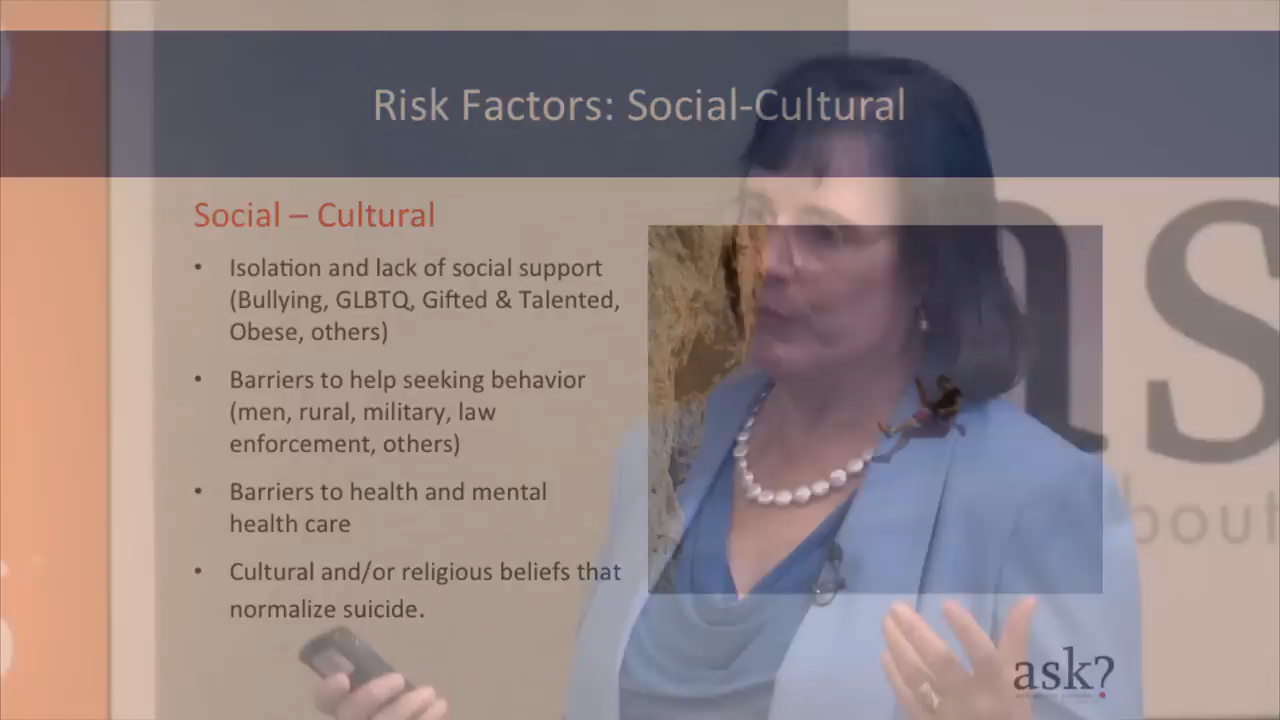 Risk Factors: Social-Cultural
Social – Cultural
• Isolation and lack of social support
(Bullying, GLBTQ, Gifted & Talented,
Obese, others)
• Barriers to help seeking behavior
(men, rural, military, law
enforcement, others)
• Barriers to health and mental
health care
• Cultural and/or religious beliefs that
normalize suicide.
as
bout
ask?